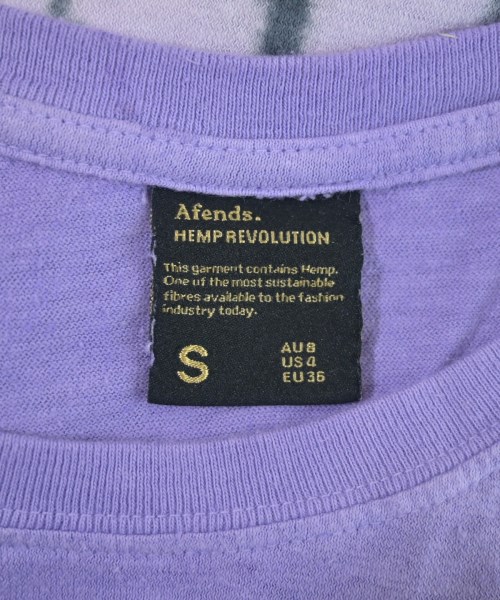 Afends.
HEMP REVOLUTION
This garment contains Hemp.
One of the most sustainable
fibres available to the fashion
industry today.
S
AU 8
US 4
EU 36